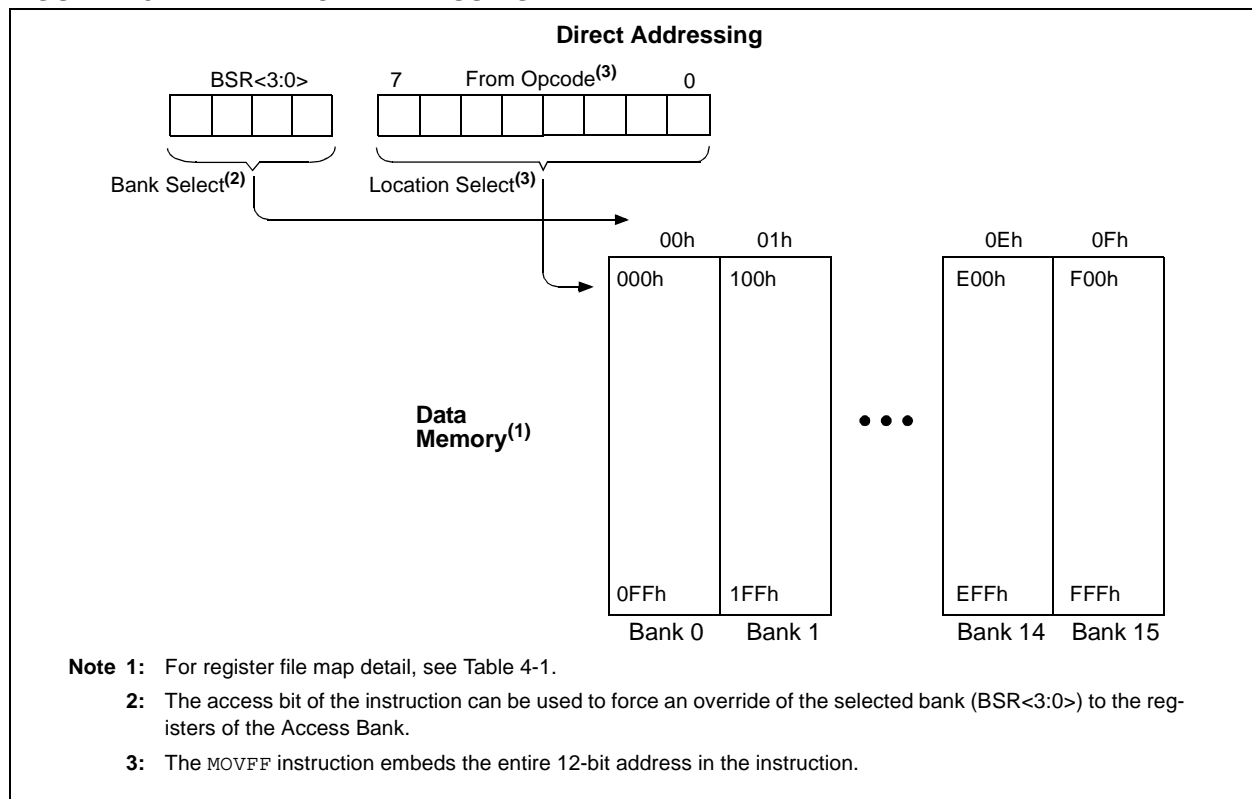 Direct Addressing
BSR<3:0> 7 From Opcode(3) 0
Bank Select(2) Location Select(3)
00h 01h 0Eh 0Fh
000h 100h E00h F00h
Data
Memory(1)
0FFh 1FFh EFFh FFFh
Bank 0 Bank 1 Bank 14 Bank 15
Note 1: For register file map detail, see Table 4-1.
2: The access bit of the instruction can be used to force an override of the selected bank (BSR<3:0>) to the reg-
isters of the Access Bank.
3: The MOVFF instruction embeds the entire 12-bit address in the instruction.